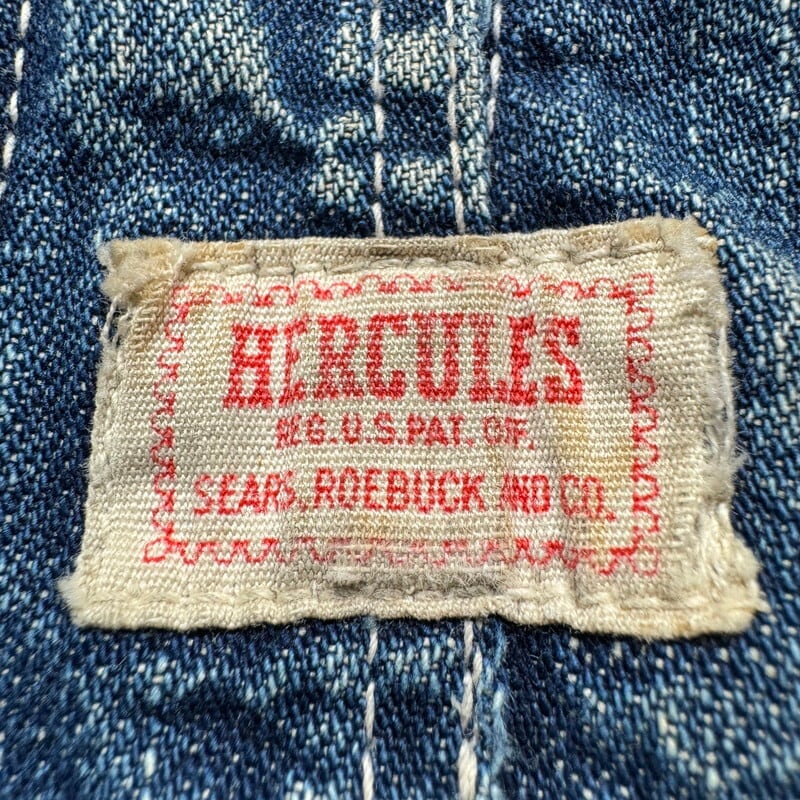 HERCULES
REG. U.S. PAT. OFF.
SEARS, ROEBUCK AND CO.